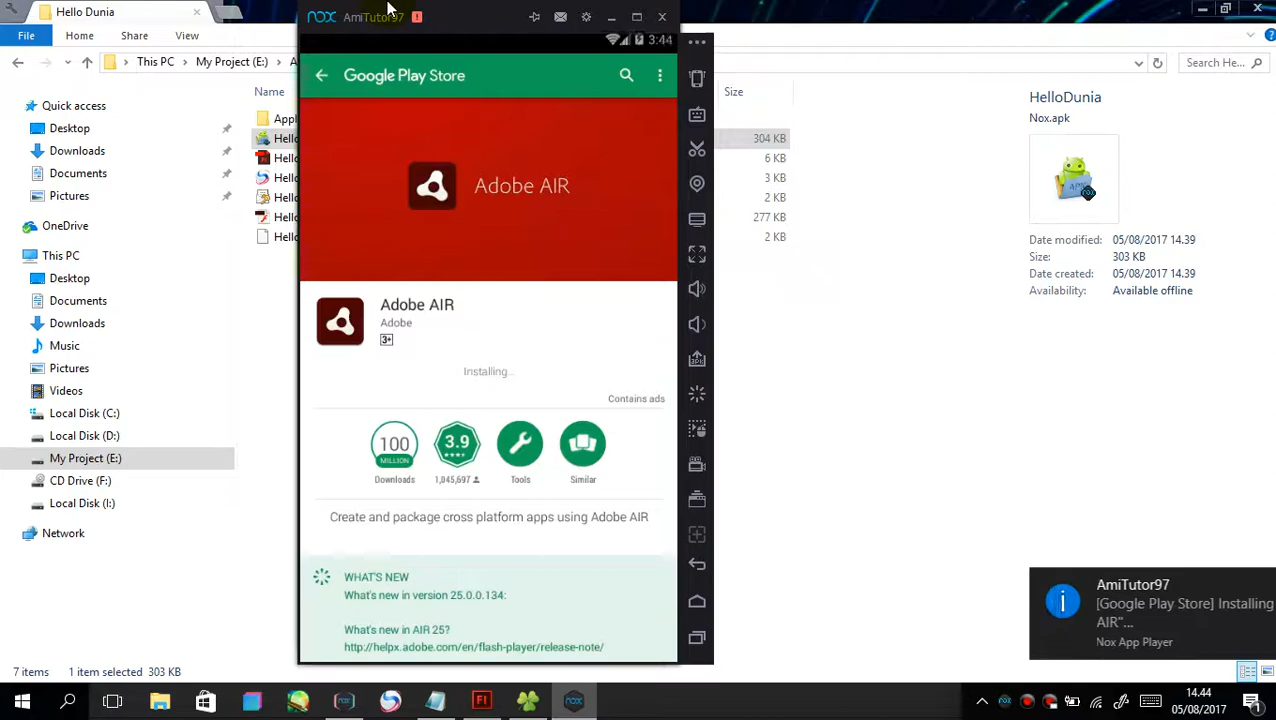 Hello Dunia
File
Home
Share
View
This PC
My Project (E:)
Search He...
nox AmiTutor97
3:44
Google Play Store
Adobe AIR
Adobe AIR
Adobe
3+
Installing...
Contains ads
100
MILLION
Downloads
3.9
1,045,697
Tools
Similar
Create and package cross platform apps using Adobe AIR
WHAT'S NEW
What's new in version 25.0.0.134:
What's new in AIR 25?
http://helpx.adobe.com/en/flash-player/release-note/
Quick access
Desktop
Downloads
Documents
Pictures
OneDrive
This PC
Desktop
Documents
Downloads
Music
Pictures
Videos
Local Disk (C:)
Local Disk (D:)
My Project (E:)
CD Drive (F:)
Local Disk (I:)
Network
Name
Appl
Hello
Hello
Hello
Hello
Hello
Hello
Size
304 KB
6 KB
3 KB
2 KB
277 KB
2 KB
HelloDunia
Nox.apk
Date modified: 05/08/2017 14.39
Size: 303 KB
Date created: 05/08/2017 14.39
Availability: Available offline
AmiTutor97
[Google Play Store] Installing
AIR"...
Nox App Player
7 items 1 item selected 303 KB
14.44
05/08/2017